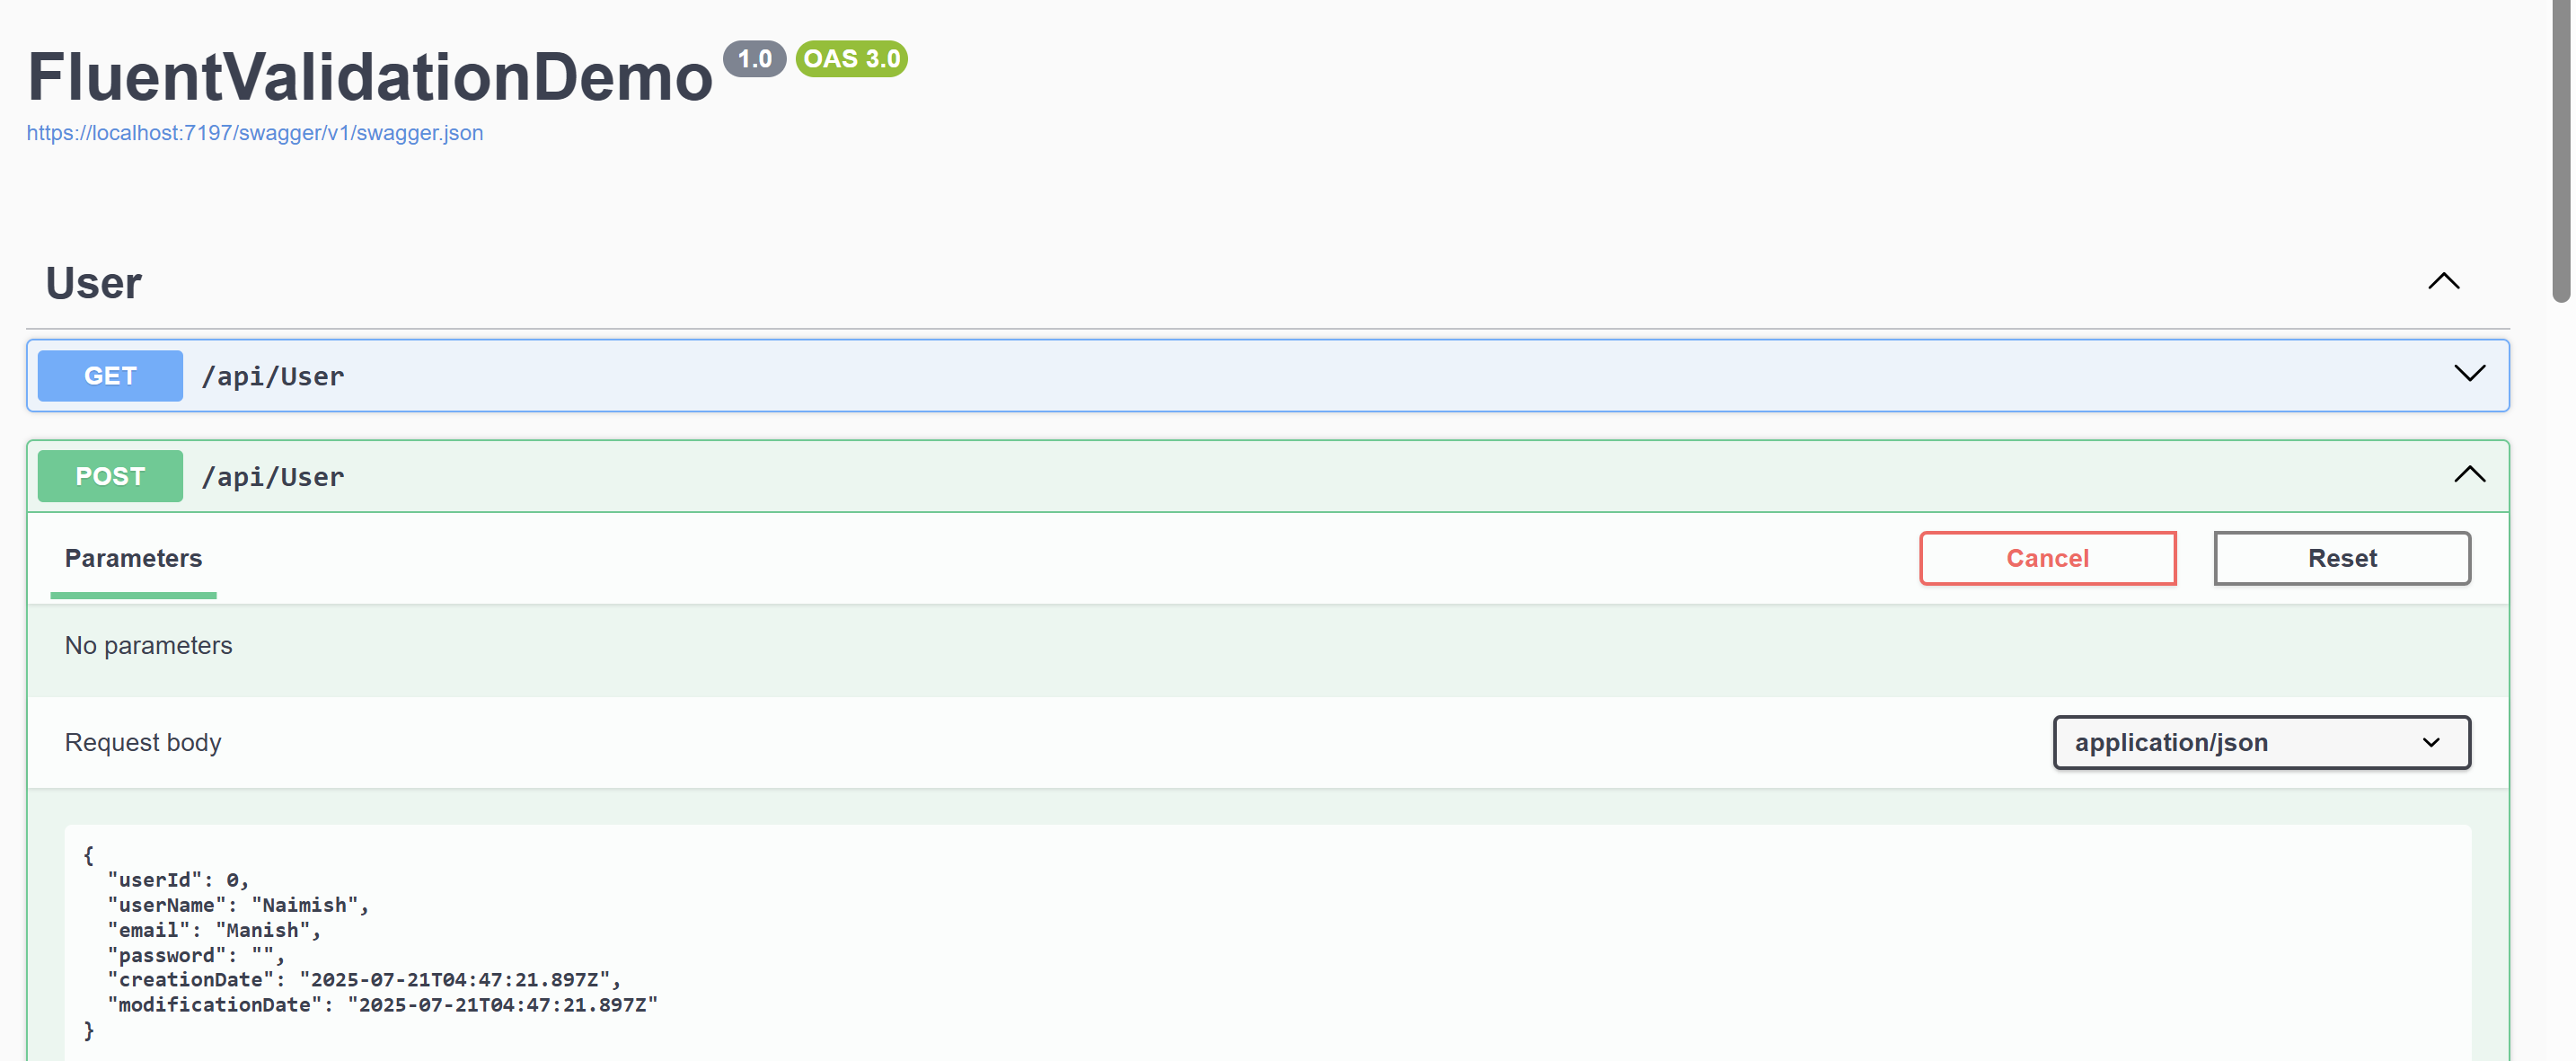 FluentValidationDemo 1.0 OAS 3.0
https://localhost:7197/swagger/v1/swagger.json
User
GET /api/User
POST /api/User
Parameters Cancel Reset
No parameters
Request body application/json
{
  "userId": 0,
  "userName": "Naimish",
  "email": "Manish",
  "password": "",
  "creationDate": "2025-07-21T04:47:21.897Z",
  "modificationDate": "2025-07-21T04:47:21.897Z"
}